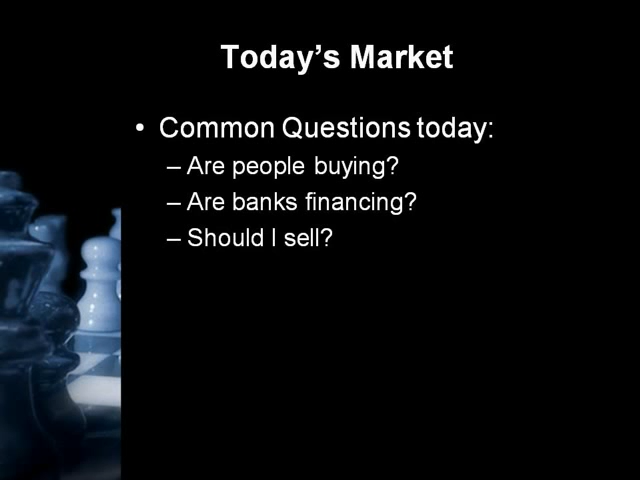 Today’s Market
• Common Questions today:
– Are people buying?
– Are banks financing?
– Should I sell?